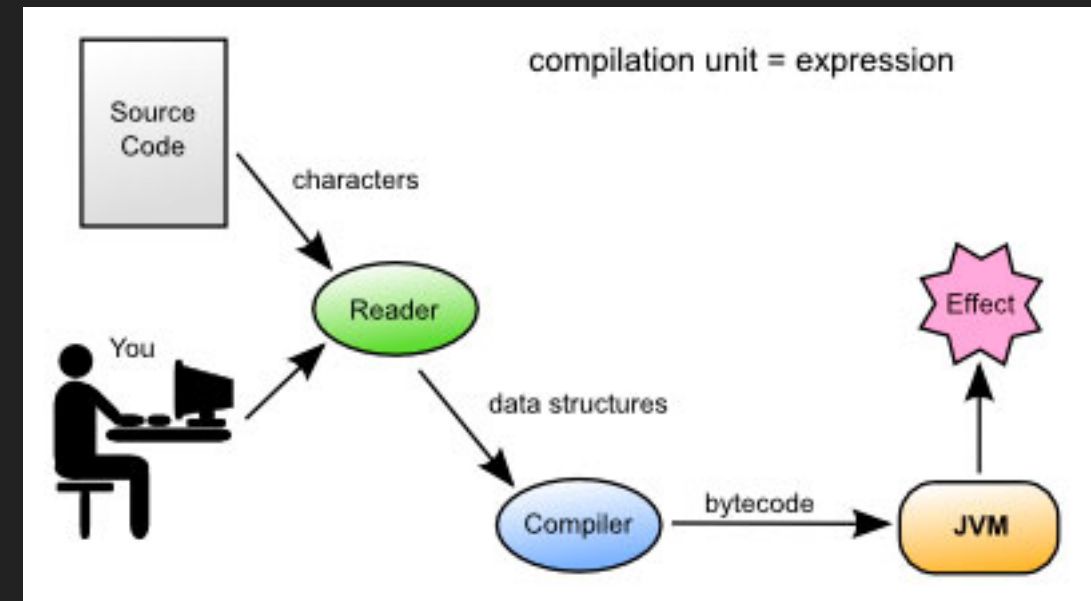 compilation unit = expression
Source
Code
characters
Reader
You
data structures
Compiler
bytecode
JVM
Effect